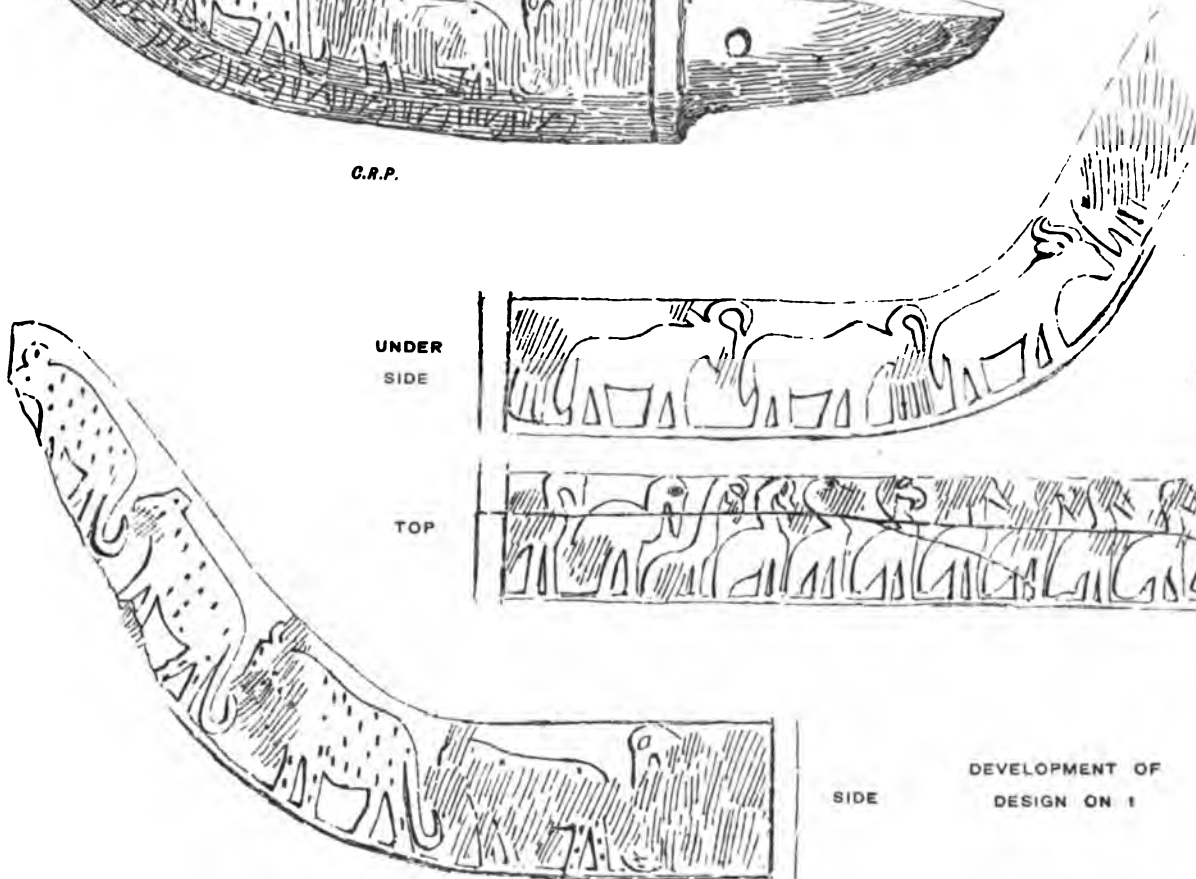 C.R.P.
UNDER
SIDE
TOP
SIDE
DEVELOPMENT OF
DESIGN ON 1